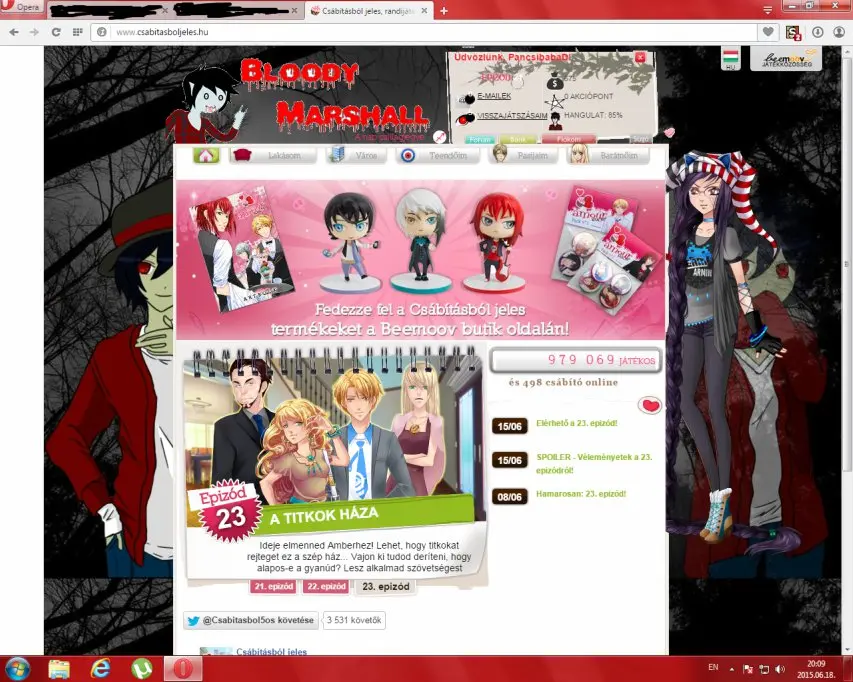 Opera
Csábításból jeles, randijáté
www.csabitasboljeles.hu
BLOODY
MARSHALL
Üdvözlünk, PancsibabaD!
E-MAILEK
0 AKCIÓPONT
VISSZAJÁTSZÁSAIM
HANGULAT: 85%
Fórum
Bank
Fiókom
Súgó
HU
Beemoov
JÁTÉKKÖZÖSSÉG
Lakásom
Város
Teendőim
Pasijaim
Barátnőim
amour
amour
Fedezze fel a Csábításból jeles
termékeket a Beemoov butik oldalán!
979 069 JÁTÉKOS
és 498 csábító online
15/06 Elérhető a 23. epizód!
15/06 SPOILER - Véleményetek a 23.
epizódról!
08/06 Hamarosan: 23. epizód!
ARMIN
Epizód
23
A TITKOK HÁZA
Ideje elmenned Amberhez! Lehet, hogy titkokat
rejteget ez a szép ház... Vajon ki tudod deríteni, hogy
alapos-e a gyanúd? Lesz alkalmad szövetségest
21. epizód
22. epizód
23. epizód
@Csabitasbol5os követése
3 531 követők
Csábításból jeles
EN
20:09
2015.06.18.